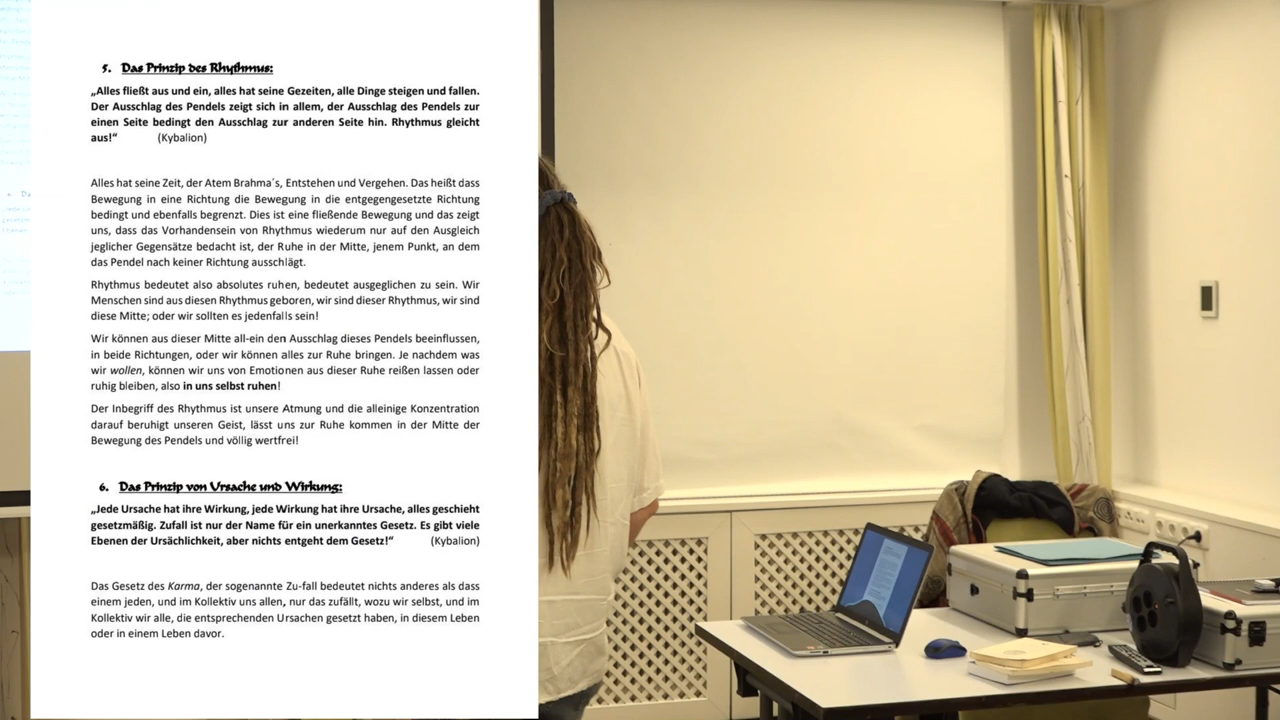 5. Das Prinzip des Rhythmus:
„Alles fließt aus und ein, alles hat seine Gezeiten, alle Dinge steigen und fallen.
Der Ausschlag des Pendels zeigt sich in allem, der Ausschlag des Pendels zur
einen Seite bedingt den Ausschlag zur anderen Seite hin. Rhythmus gleicht
aus!“ (Kybalion)
Alles hat seine Zeit, der Atem Brahma´s, Entstehen und Vergehen. Das heißt dass
Bewegung in eine Richtung die Bewegung in die entgegengesetzte Richtung
bedingt und ebenfalls begrenzt. Dies ist eine fließende Bewegung und das zeigt
uns, dass das Vorhandensein von Rhythmus wiederum nur auf den Ausgleich
jeglicher Gegensätze bedacht ist, der Ruhe in der Mitte, jenem Punkt, an dem
das Pendel nach keiner Richtung ausschlägt.
Rhythmus bedeutet also absolutes ruhen, bedeutet ausgeglichen zu sein. Wir
Menschen sind aus diesen Rhythmus geboren, wir sind dieser Rhythmus, wir sind
diese Mitte; oder wir sollten es jedenfalls sein!
Wir können aus dieser Mitte all-ein den Ausschlag dieses Pendels beeinflussen,
in beide Richtungen, oder wir können alles zur Ruhe bringen. Je nachdem was
wir wollen, können wir uns von Emotionen aus dieser Ruhe reißen lassen oder
ruhig bleiben, also in uns selbst ruhen!
Der Inbegriff des Rhythmus ist unsere Atmung und die alleinige Konzentration
darauf beruhigt unseren Geist, lässt uns zur Ruhe kommen in der Mitte der
Bewegung des Pendels und völlig wertfrei!
6. Das Prinzip von Ursache und Wirkung:
„Jede Ursache hat ihre Wirkung, jede Wirkung hat ihre Ursache, alles geschieht
gesetzmäßig. Zufall ist nur der Name für ein unerkanntes Gesetz. Es gibt viele
Ebenen der Ursächlichkeit, aber nichts entgeht dem Gesetz!“ (Kybalion)
Das Gesetz des Karma, der sogenannte Zu-fall bedeutet nichts anderes als dass
einem jeden, und im Kollektiv uns allen, nur das zufällt, wozu wir selbst, und im
Kollektiv wir alle, die entsprechenden Ursachen gesetzt haben, in diesem Leben
oder in einem Leben davor.